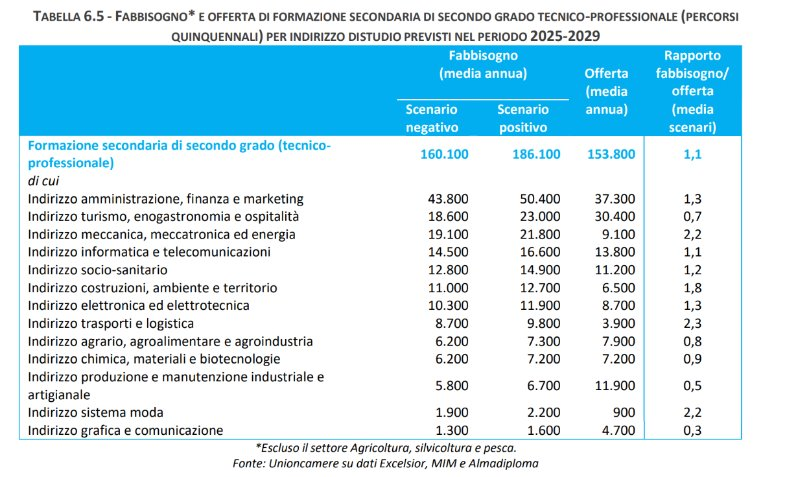 TABELLA 6.5 - FABBISOGNO* E OFFERTA DI FORMAZIONE SECONDARIA DI SECONDO GRADO TECNICO-PROFESSIONALE (PERCORSI
QUINQUENNALI) PER INDIRIZZO DISTUDIO PREVISTI NEL PERIODO 2025-2029
Fabbisogno (media annua) Offerta (media annua) Rapporto fabbisogno/ offerta (media scenari)
Scenario negativo Scenario positivo
Formazione secondaria di secondo grado (tecnico-
professionale) 160.100 186.100 153.800 1,1
di cui
Indirizzo amministrazione, finanza e marketing 43.800 50.400 37.300 1,3
Indirizzo turismo, enogastronomia e ospitalità 18.600 23.000 30.400 0,7
Indirizzo meccanica, meccatronica ed energia 19.100 21.800 9.100 2,2
Indirizzo informatica e telecomunicazioni 14.500 16.600 13.800 1,1
Indirizzo socio-sanitario 12.800 14.900 11.200 1,2
Indirizzo costruzioni, ambiente e territorio 11.000 12.700 6.500 1,8
Indirizzo elettronica ed elettrotecnica 10.300 11.900 8.700 1,3
Indirizzo trasporti e logistica 8.700 9.800 3.900 2,3
Indirizzo agrario, agroalimentare e agroindustria 6.200 7.300 7.900 0,8
Indirizzo chimica, materiali e biotecnologie 6.200 7.200 7.200 0,9
Indirizzo produzione e manutenzione industriale e
artigianale 5.800 6.700 11.900 0,5
Indirizzo sistema moda 1.900 2.200 900 2,2
Indirizzo grafica e comunicazione 1.300 1.600 4.700 0,3
*Escluso il settore Agricoltura, silvicoltura e pesca.
Fonte: Unioncamere su dati Excelsior, MIM e Almadiploma